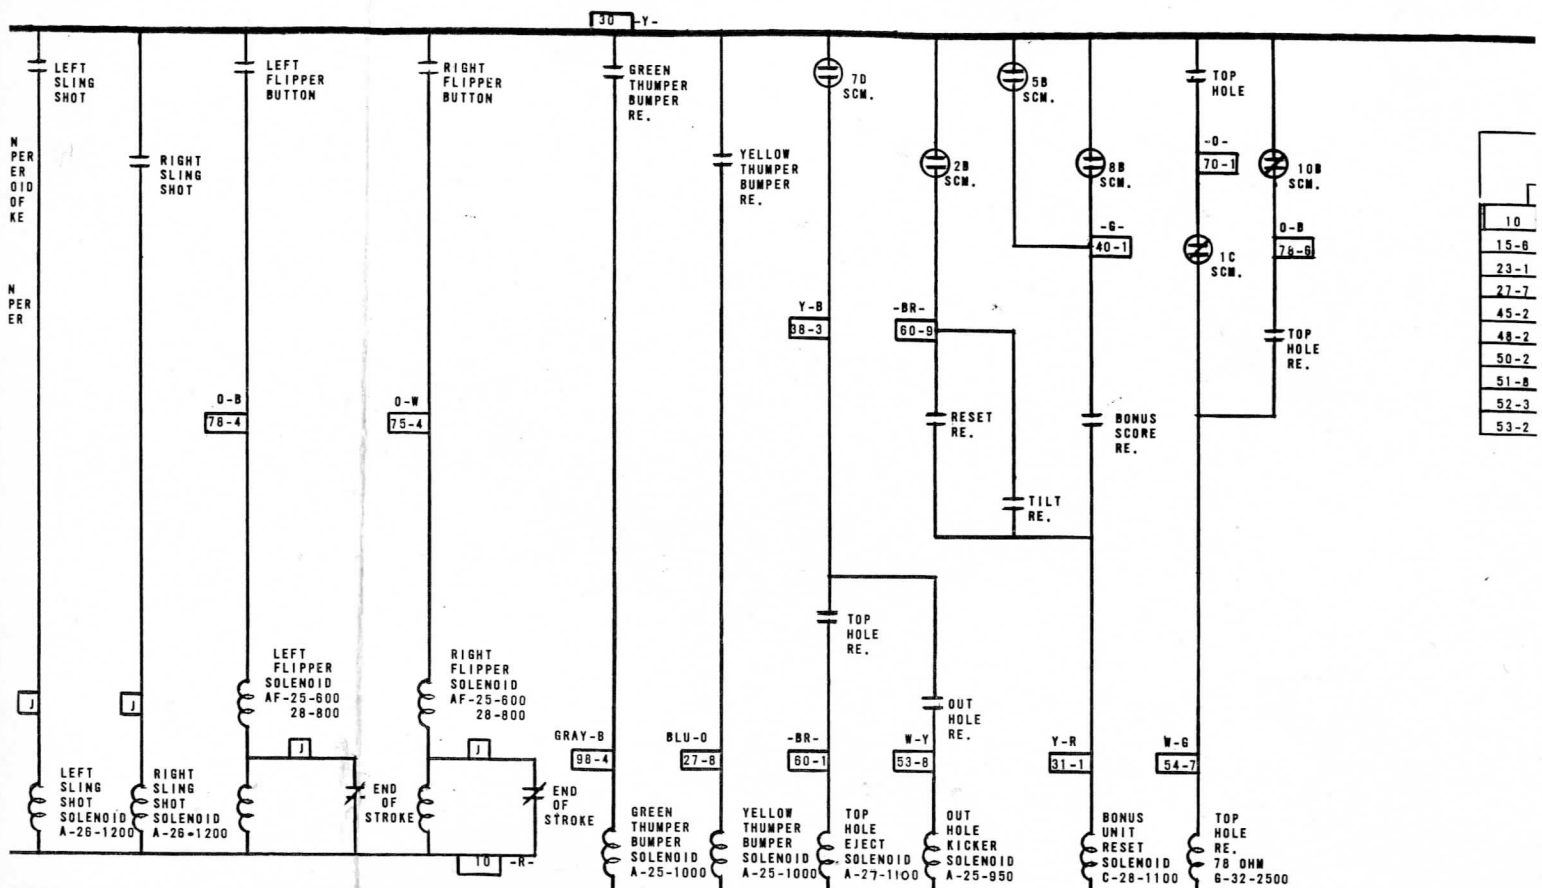 30 -Y-
LEFT
SLING
SHOT
LEFT
FLIPPER
BUTTON
RIGHT
FLIPPER
BUTTON
GREEN
THUMPER
BUMPER
RE.
7D
SCM.
5B
SCM.
TOP
HOLE
N
PER
ER
OID
OF
KE
RIGHT
SLING
SHOT
YELLOW
THUMPER
BUMPER
RE.
2B
SCM.
8B
SCM.
-O-
70-1
10B
SCM.
-G-
40-1
1C
SCM.
O-B
78-6
N
PER
ER
Y-B
38-3
-BR-
60-9
TOP
HOLE
RE.
10
15-6
23-1
27-7
45-2
48-2
50-2
51-8
52-3
53-2
O-B
78-4
O-W
75-4
RESET
RE.
BONUS
SCORE
RE.
TILT
RE.
TOP
HOLE
RE.
LEFT
FLIPPER
SOLENOID
AF-25-600
28-800
RIGHT
FLIPPER
SOLENOID
AF-25-600
28-800
J
J
J
J
OUT
HOLE
RE.
GRAY-B
98-4
BLU-O
27-8
-BR-
60-1
W-Y
53-8
Y-R
31-1
W-G
54-7
LEFT
SLING
SHOT
SOLENOID
A-26-1200
RIGHT
SLING
SHOT
SOLENOID
A-26-1200
END
OF
STROKE
END
OF
STROKE
10 -R-
GREEN
THUMPER
BUMPER
SOLENOID
A-25-1000
YELLOW
THUMPER
BUMPER
SOLENOID
A-25-1000
TOP
HOLE
EJECT
SOLENOID
A-27-1100
OUT
HOLE
KICKER
SOLENOID
A-25-950
BONUS
UNIT
RESET
SOLENOID
C-28-1100
TOP
HOLE
RE.
78 OHM
G-32-2500